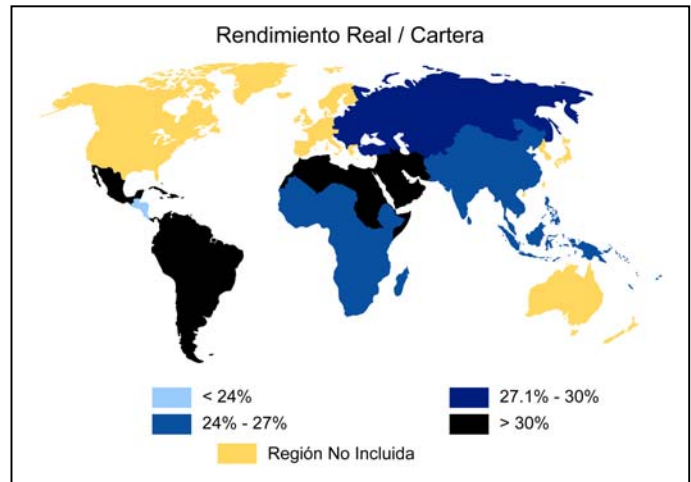 Rendimiento Real / Cartera
< 24%
27.1% - 30%
24% - 27%
> 30%
Región No Incluida